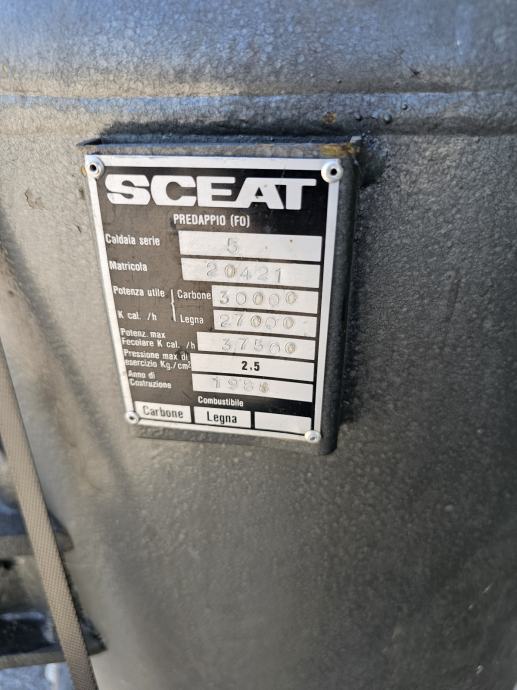 SCEAT
PREDAPPIO (FO)
Caldaia serie 5
Matricola 20421
Potenza utile Carbone 30000
K cal. /h Legna 27000
Potenz. max
Focolare K cal. /h 37500
Pressione max di
esercizio Kg./cm² 2.5
Anno di
Costruzione
Combustibile
Carbone Legna